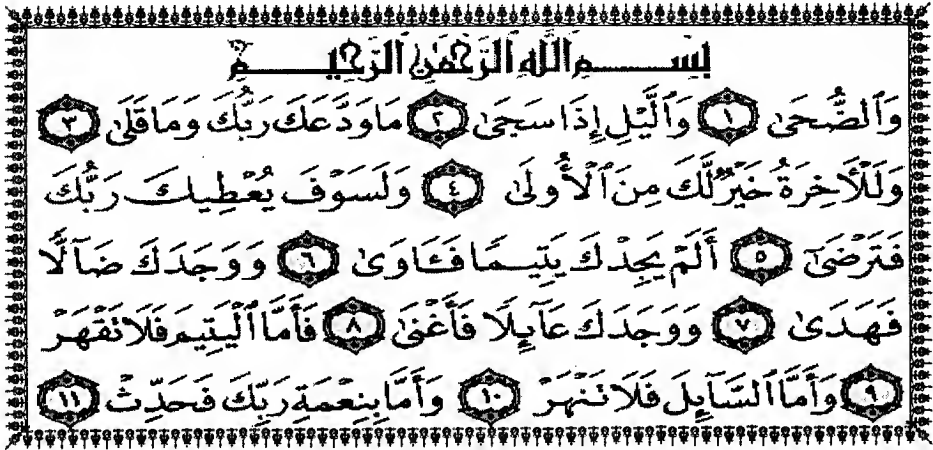 بِسْمِ ٱللَّهِ ٱلرَّحْمَٰنِ ٱلرَّحِيمِ
وَٱلضُّحَىٰ ١ وَٱلَّيْلِ إِذَا سَجَىٰ ٢ مَا وَدَّعَكَ رَبُّكَ وَمَا قَلَىٰ ٣
وَلَلْـَٔاخِرَةُ خَيْرٌ لَّكَ مِنَ ٱلْأُولَىٰ ٤ وَلَسَوْفَ يُعْطِيكَ رَبُّكَ
فَتَرْضَىٰٓ ٥ أَلَمْ يَجِدْكَ يَتِيمًا فَـَٔاوَىٰ ٦ وَوَجَدَكَ ضَآلًّا
فَهَدَىٰ ٧ وَوَجَدَكَ عَآئِلًا فَأَغْنَىٰ ٨ فَأَمَّا ٱلْيَتِيمَ فَلَا تَقْهَرْ
٩ وَأَمَّا ٱلسَّآئِلَ فَلَا تَنْهَرْ ١٠ وَأَمَّا بِنِعْمَةِ رَبِّكَ فَحَدِّثْ ١١